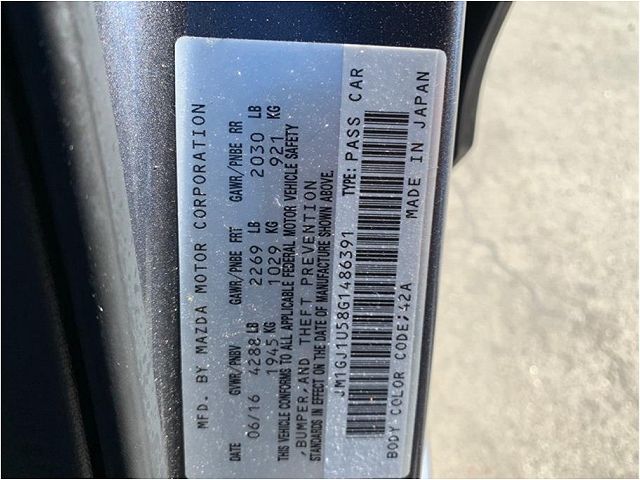 MFD. BY MAZDA MOTOR CORPORATION
DATE GVWR/PNBV GAWR/PNBE FRT GAWR/PNBE RR
06/16 4288 LB 2269 LB 2030 LB
1945 KG 1029 KG 921 KG
THIS VEHICLE CONFORMS TO ALL APPLICABLE FEDERAL MOTOR VEHICLE SAFETY
,BUMPER,AND THEFT PREVENTION
STANDARDS IN EFFECT ON THE DATE OF MANUFACTURE SHOWN ABOVE.
JM1GJ1U58G1486391 TYPE: PASS CAR
BODY COLOR CODE;42A MADE IN JAPAN